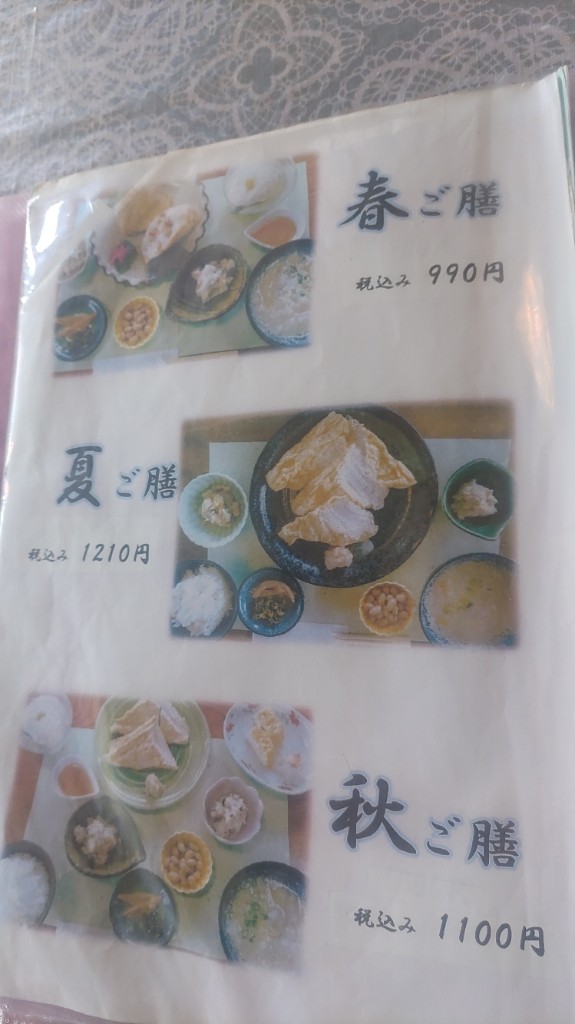 春ご膳
税込み 990円
夏ご膳
税込み 1210円
秋ご膳
税込み 1100円